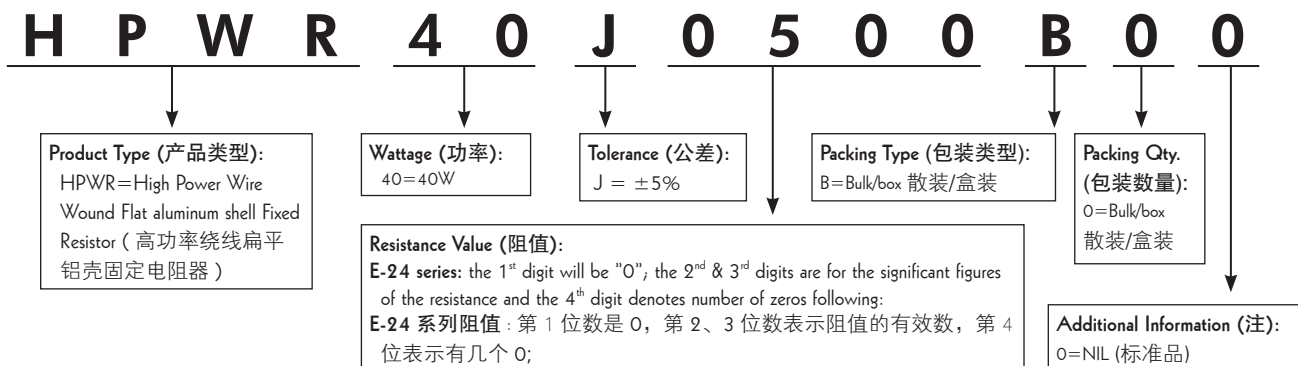 H P W R 4 0 J 0 5 0 0 B 0 0
Product Type (产品类型):
HPWR=High Power Wire
Wound Flat aluminum shell Fixed
Resistor ( 高功率绕线扁平
铝壳固定电阻器 )
Wattage (功率):
40=40W
Tolerance (公差):
J = ±5%
Packing Type (包装类型):
B=Bulk/box 散装/盒装
Packing Qty.
(包装数量):
0=Bulk/box
散装/盒装
Resistance Value (阻值):
E-24 series: the 1st digit will be "0"; the 2nd & 3rd digits are for the significant figures
of the resistance and the 4th digit denotes number of zeros following:
E-24 系列阻值 : 第 1 位数是 0，第 2、3 位数表示阻值的有效数，第 4
位表示有几个 0;
Additional Information (注):
0=NIL (标准品)